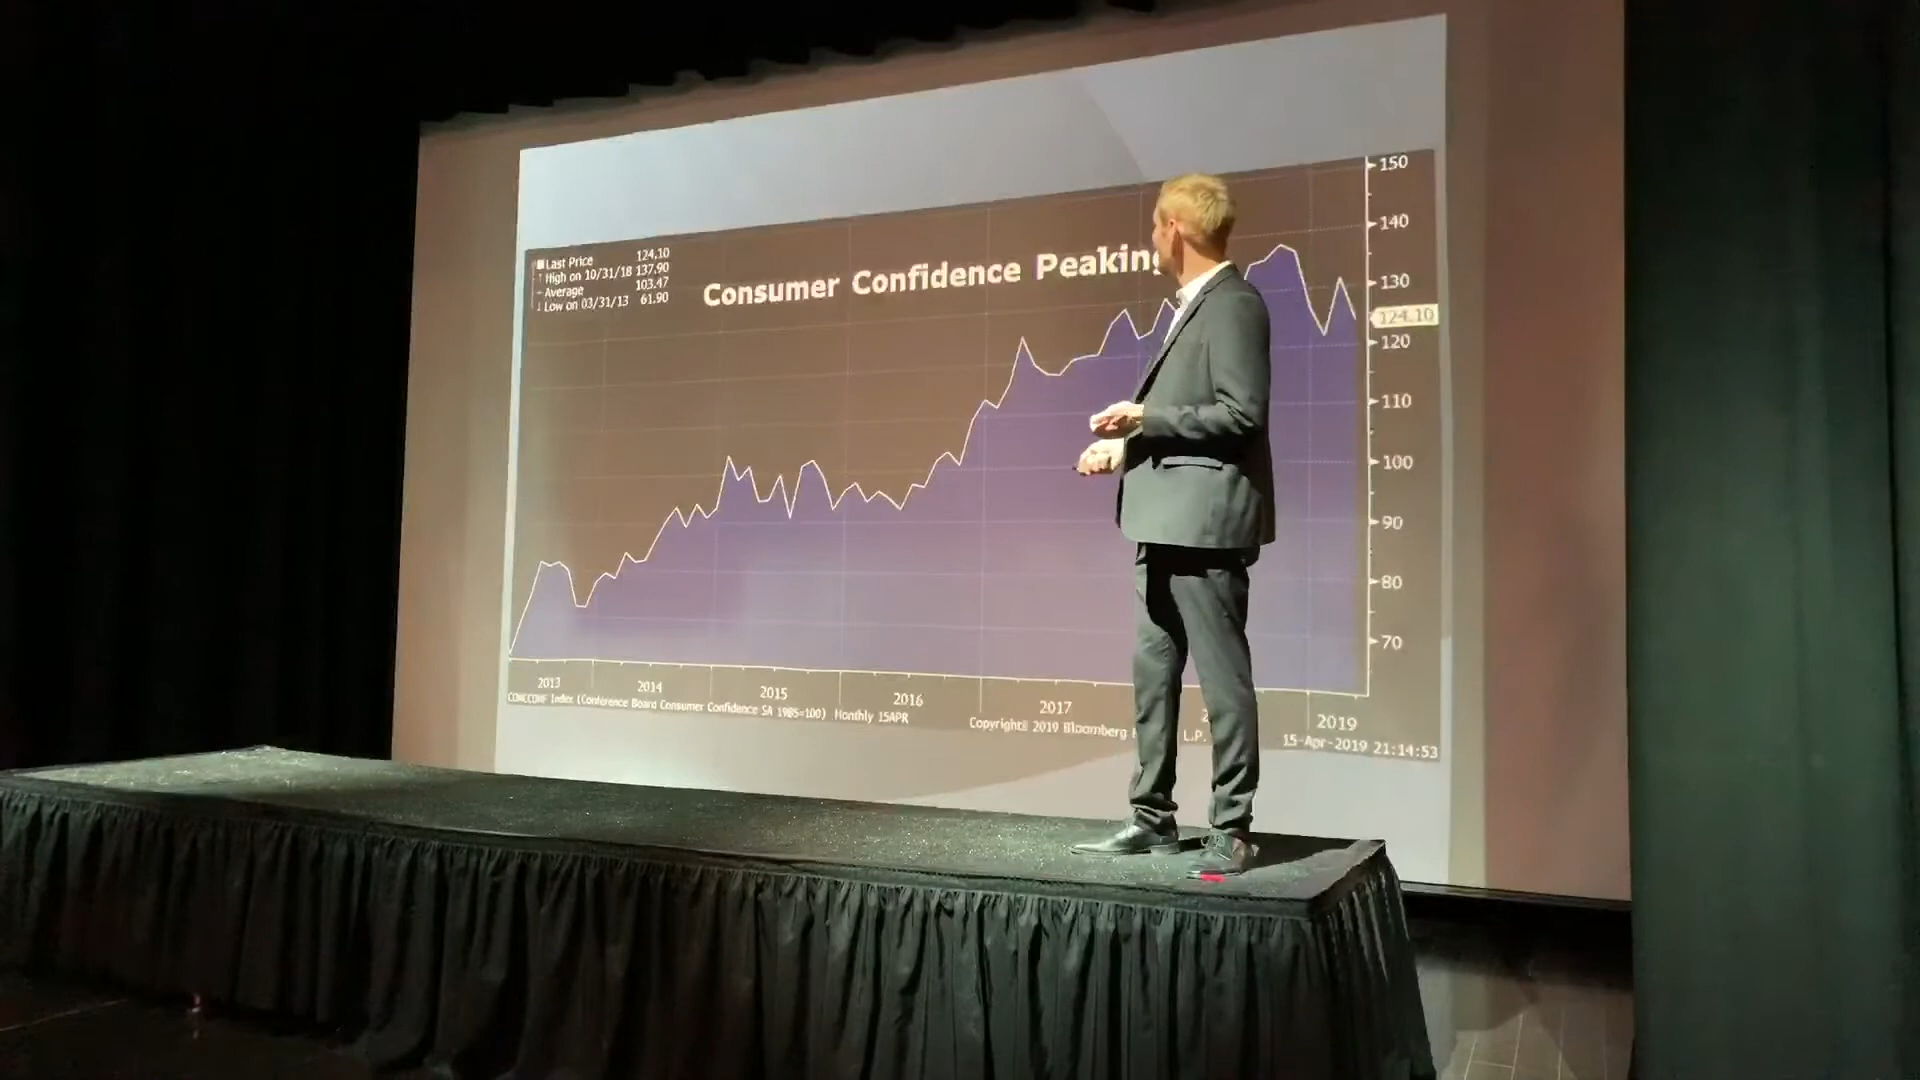 Last Price 124.10
High on 10/31/18 137.90
Average 103.47
Low on 03/31/13 61.90
Consumer Confidence Peaking
150
140
130
124.10
120
110
100
90
80
70
2013 2014 2015 2016 2017 2019
CONCCONF Index (Conference Board Consumer Confidence SA 1985=100) Monthly 15APR
Copyright© 2019 Bloomberg L.P.
15-Apr-2019 21:14:53